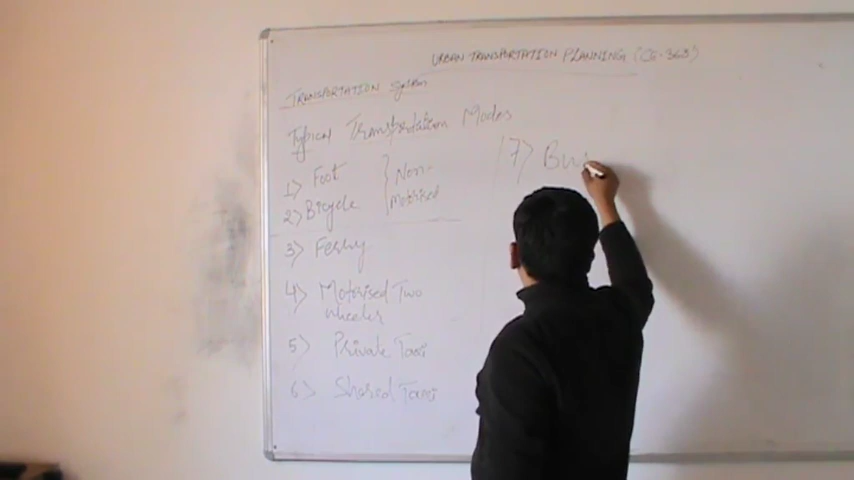 URBAN TRANSPORTATION PLANNING (CE-363)
TRANSPORTATION System
Typical Transportation Modes
1) Foot
2) Bicycle
} Non-
Motorised
3) Ferry
4) Motorised Two
wheeler
5) Private Taxi
6) Shared Taxi
7) Bus